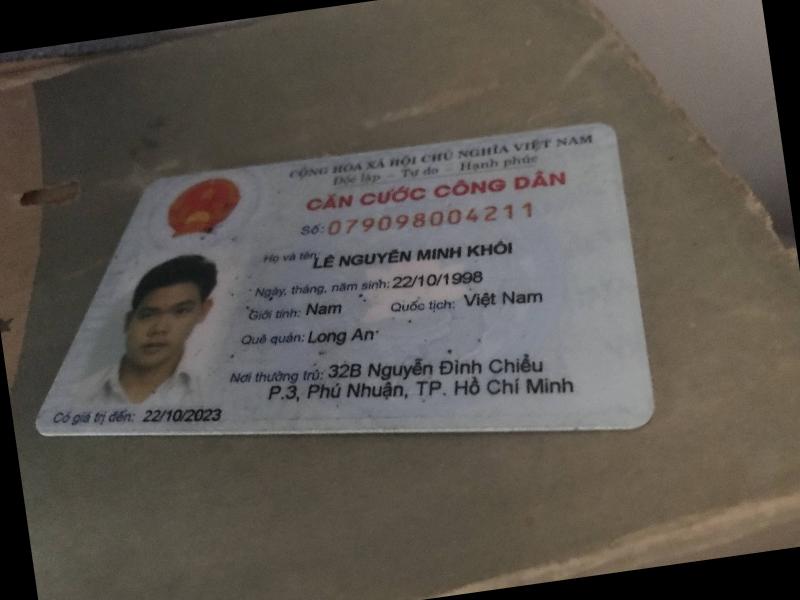 CỘNG HÒA XÃ HỘI CHỦ NGHĨA VIỆT NAM
Độc lập – Tự do – Hạnh phúc
CĂN CƯỚC CÔNG DÂN
Số: 079098004211
Họ và tên: LÊ NGUYỄN MINH KHÔI
Ngày, tháng, năm sinh: 22/10/1998
Giới tính: Nam Quốc tịch: Việt Nam
Quê quán: Long An
Nơi thường trú: 32B Nguyễn Đình Chiểu
P.3, Phú Nhuận, TP. Hồ Chí Minh
Có giá trị đến: 22/10/2023